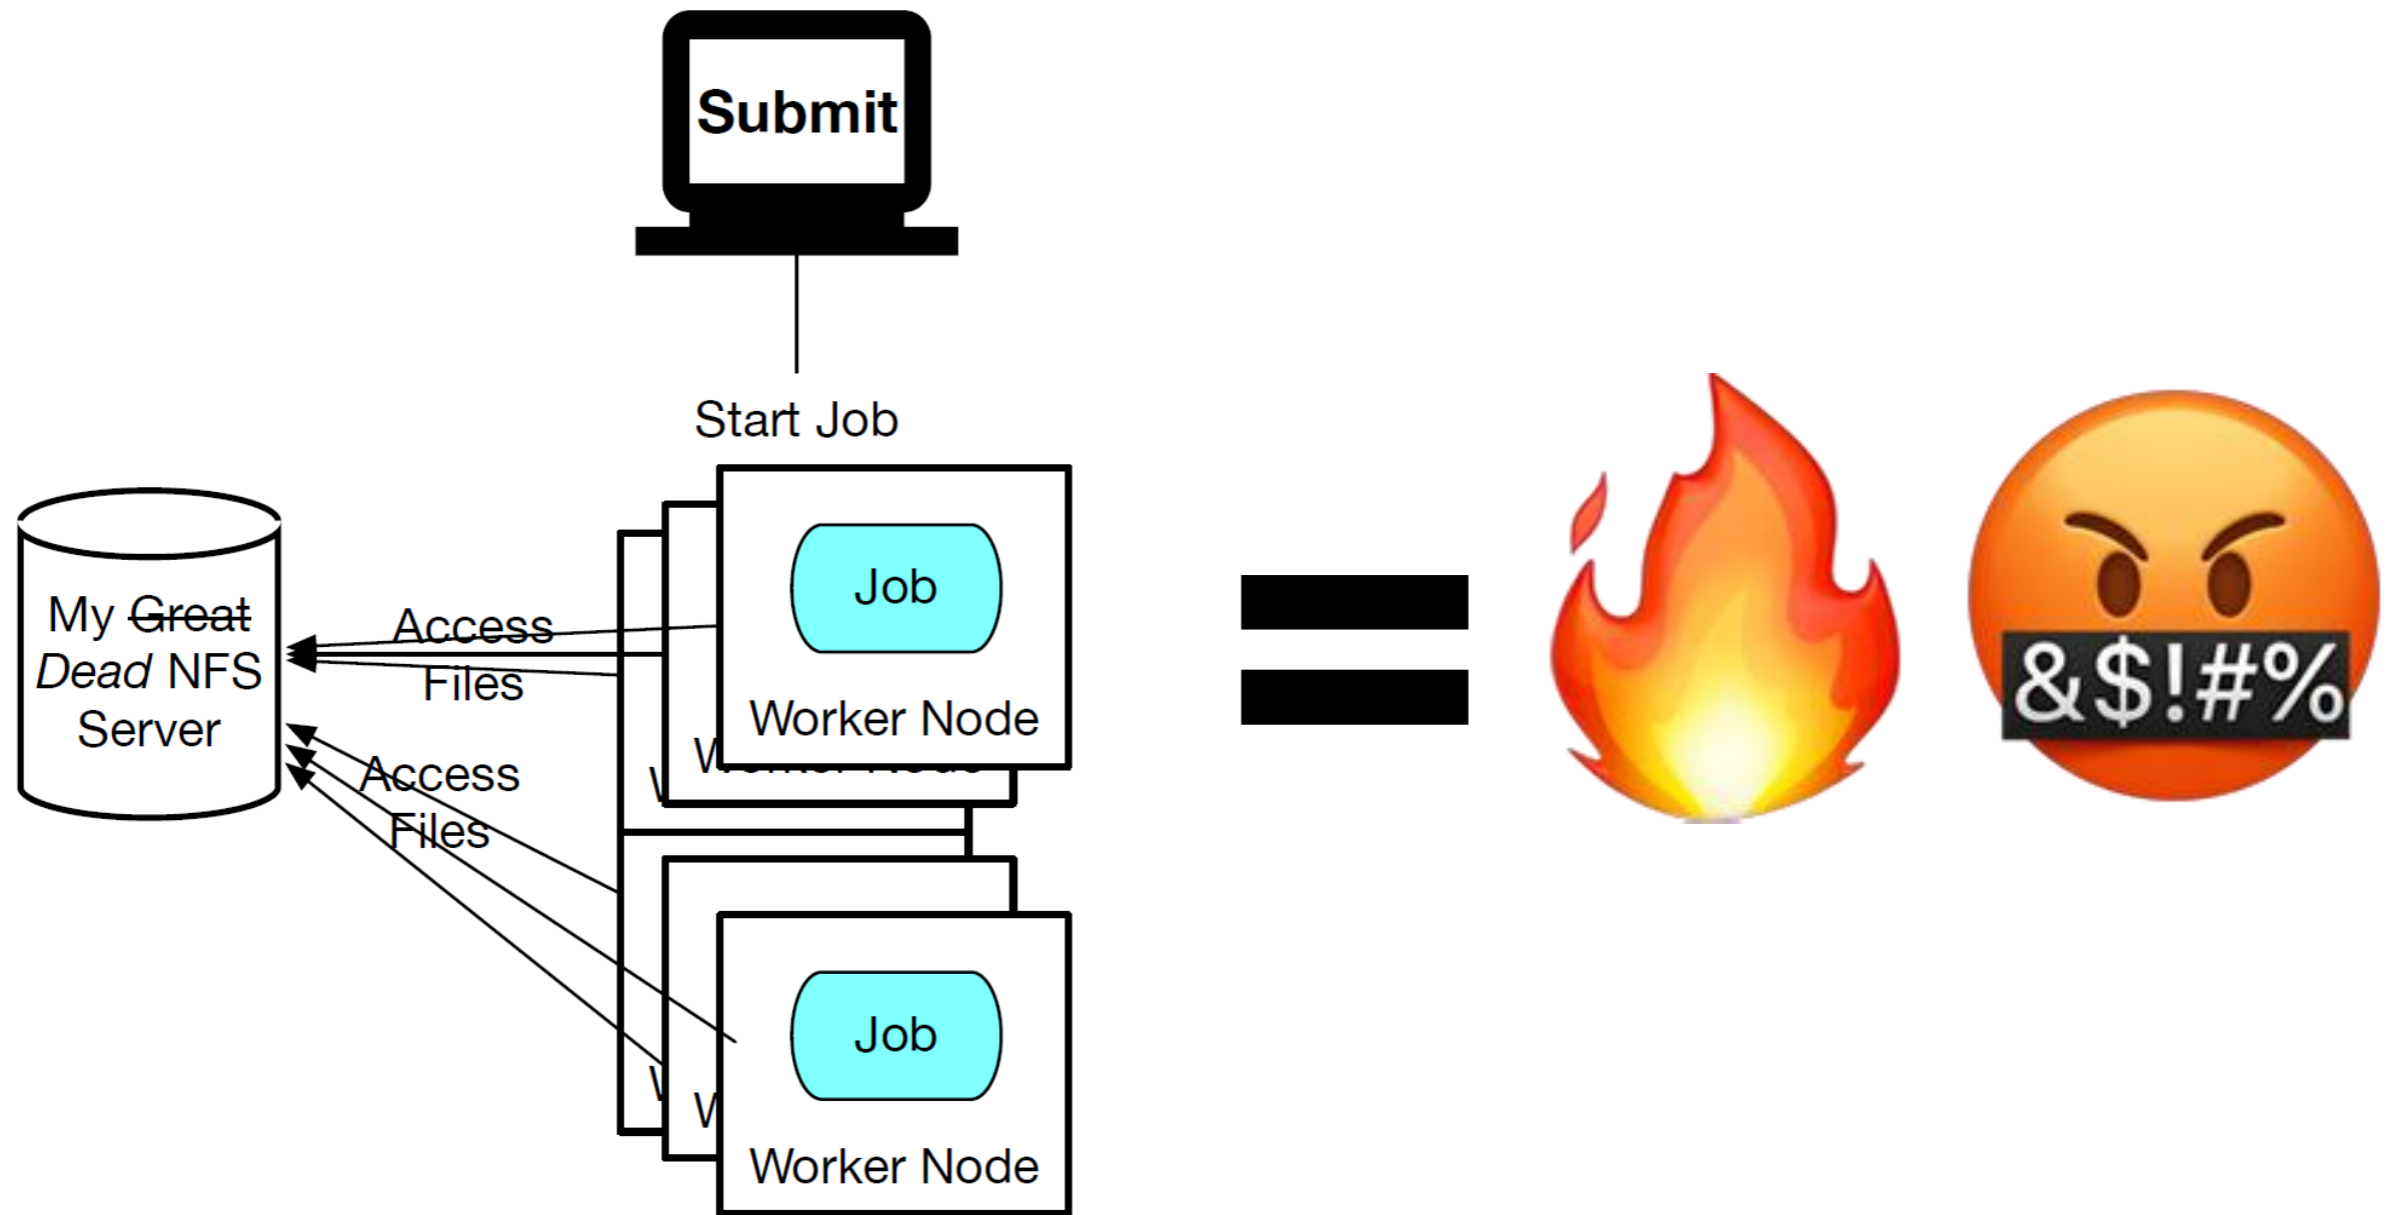 Submit
Start Job
My Great
Dead NFS
Server
Access
Files
Access
Files
Job
Worker Node
Job
Worker Node
&$!#%